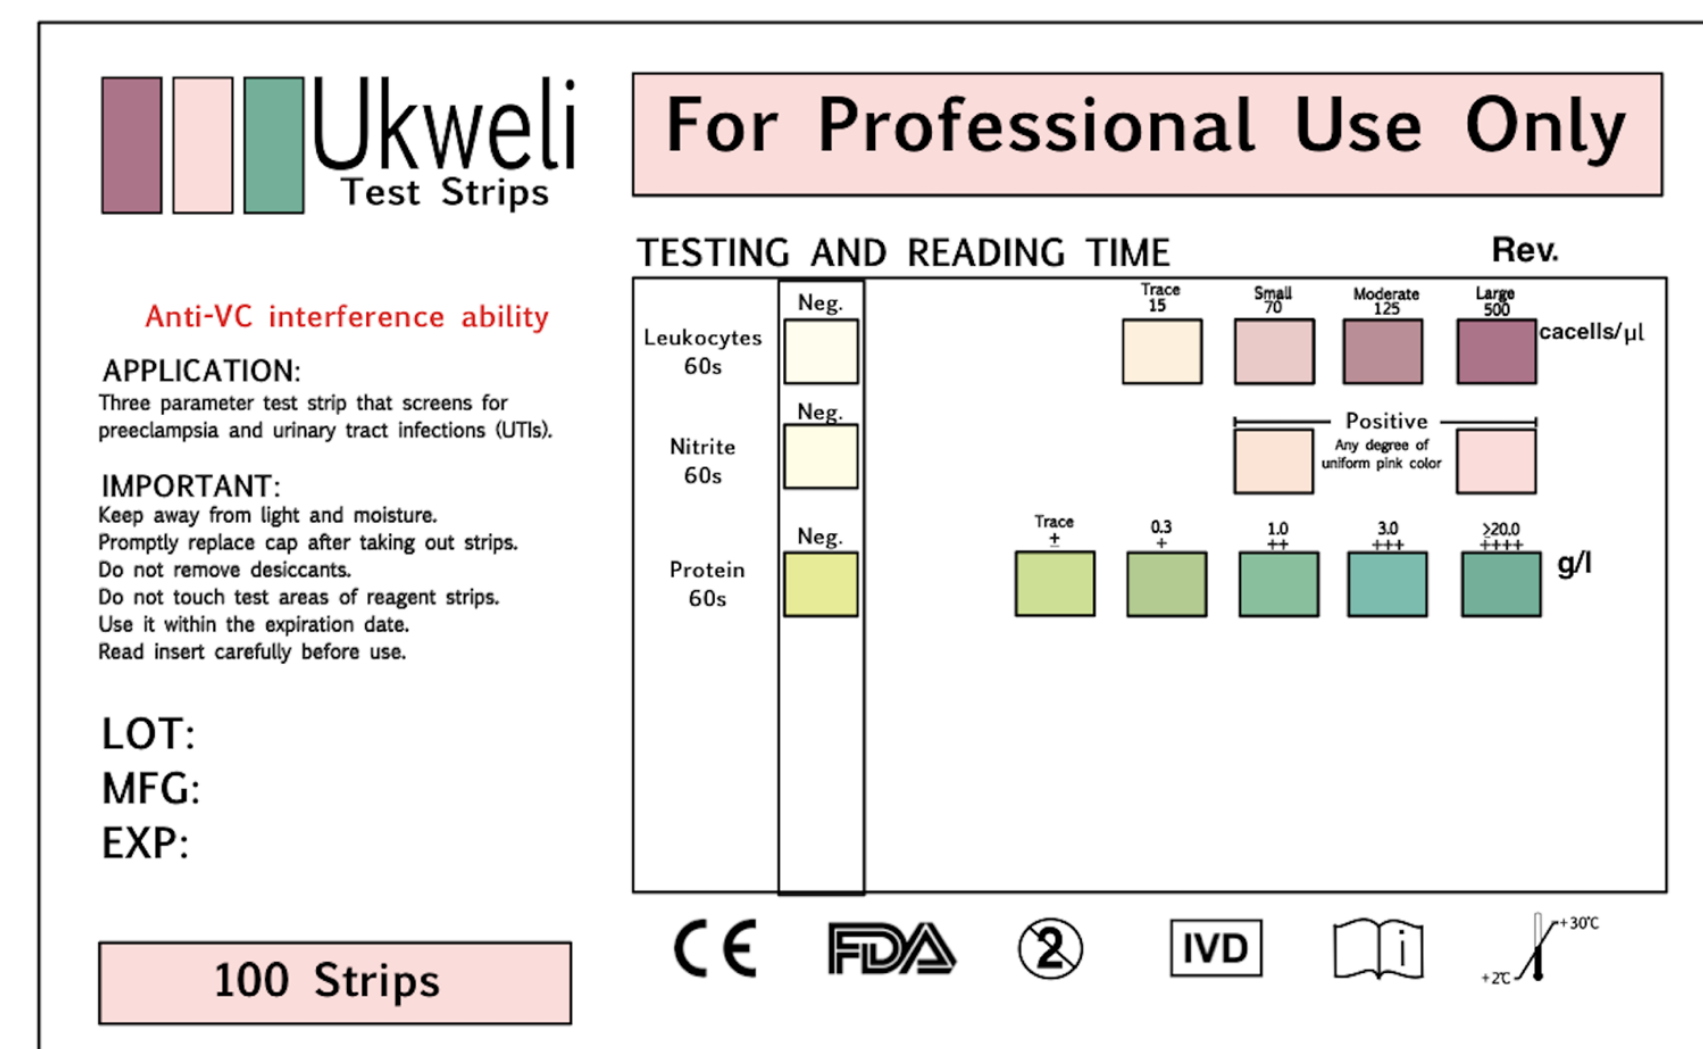 Ukweli
Test Strips
For Professional Use Only
Anti-VC interference ability
APPLICATION:
Three parameter test strip that screens for
preeclampsia and urinary tract infections (UTIs).
IMPORTANT:
Keep away from light and moisture.
Promptly replace cap after taking out strips.
Do not remove desiccants.
Do not touch test areas of reagent strips.
Use it within the expiration date.
Read insert carefully before use.
LOT:
MFG:
EXP:
100 Strips
TESTING AND READING TIME
Rev.
Leukocytes
60s
Neg.
Trace
15
Small
70
Moderate
125
Large
500
cacells/µl
Nitrite
60s
Neg.
Positive
Any degree of
uniform pink color
Protein
60s
Neg.
Trace
±
0.3
+
1.0
++
3.0
+++
≥20.0
++++
g/l
CE
FDA
2
IVD
i
+2℃
+30℃